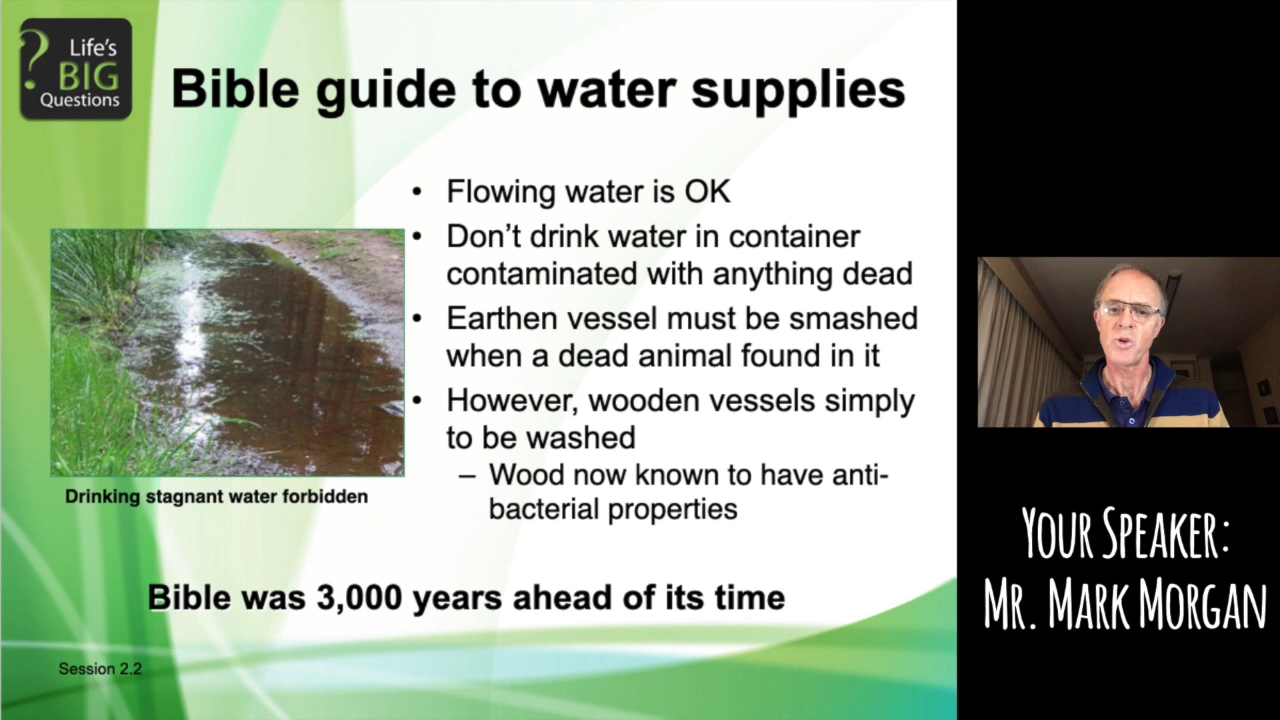 ?
Life's
BIG
Questions
Bible guide to water supplies
• Flowing water is OK
• Don't drink water in container
contaminated with anything dead
• Earthen vessel must be smashed
when a dead animal found in it
• However, wooden vessels simply
to be washed
– Wood now known to have anti-
bacterial properties
Drinking stagnant water forbidden
Bible was 3,000 years ahead of its time
Session 2.2
YOUR SPEAKER:
MR. MARK MORGAN